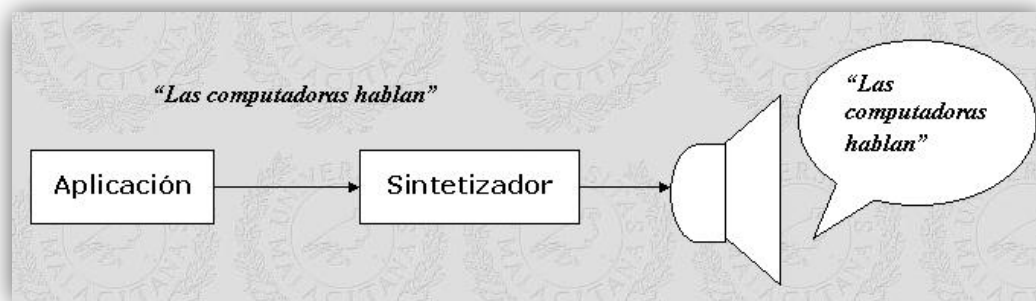 “Las computadoras hablan”
Aplicación
Sintetizador
“Las
computadoras
hablan”